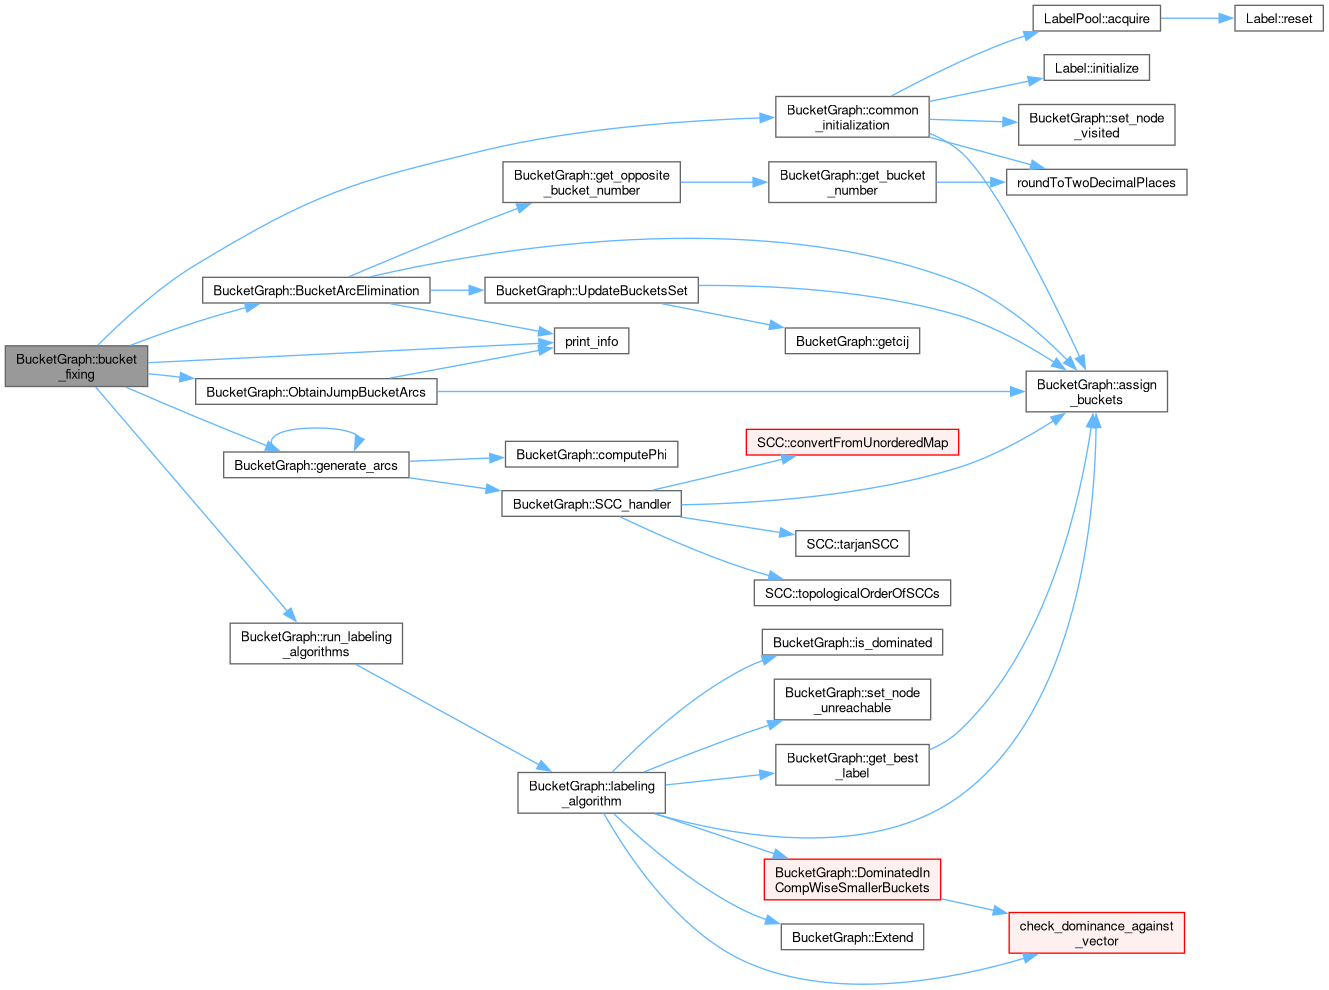 LabelPool::acquire
Label::reset
Label::initialize
BucketGraph::common
_initialization
BucketGraph::set_node
_visited
BucketGraph::get_opposite
_bucket_number
BucketGraph::get_bucket
_number
roundToTwoDecimalPlaces
BucketGraph::BucketArcElimination
BucketGraph::UpdateBucketsSet
print_info
BucketGraph::getcij
BucketGraph::bucket
_fixing
BucketGraph::ObtainJumpBucketArcs
BucketGraph::assign
_buckets
SCC::convertFromUnorderedMap
BucketGraph::computePhi
BucketGraph::generate_arcs
BucketGraph::SCC_handler
SCC::tarjanSCC
SCC::topologicalOrderOfSCCs
BucketGraph::run_labeling
_algorithms
BucketGraph::is_dominated
BucketGraph::set_node
_unreachable
BucketGraph::get_best
_label
BucketGraph::labeling
_algorithm
BucketGraph::DominatedIn
CompWiseSmallerBuckets
check_dominance_against
_vector
BucketGraph::Extend